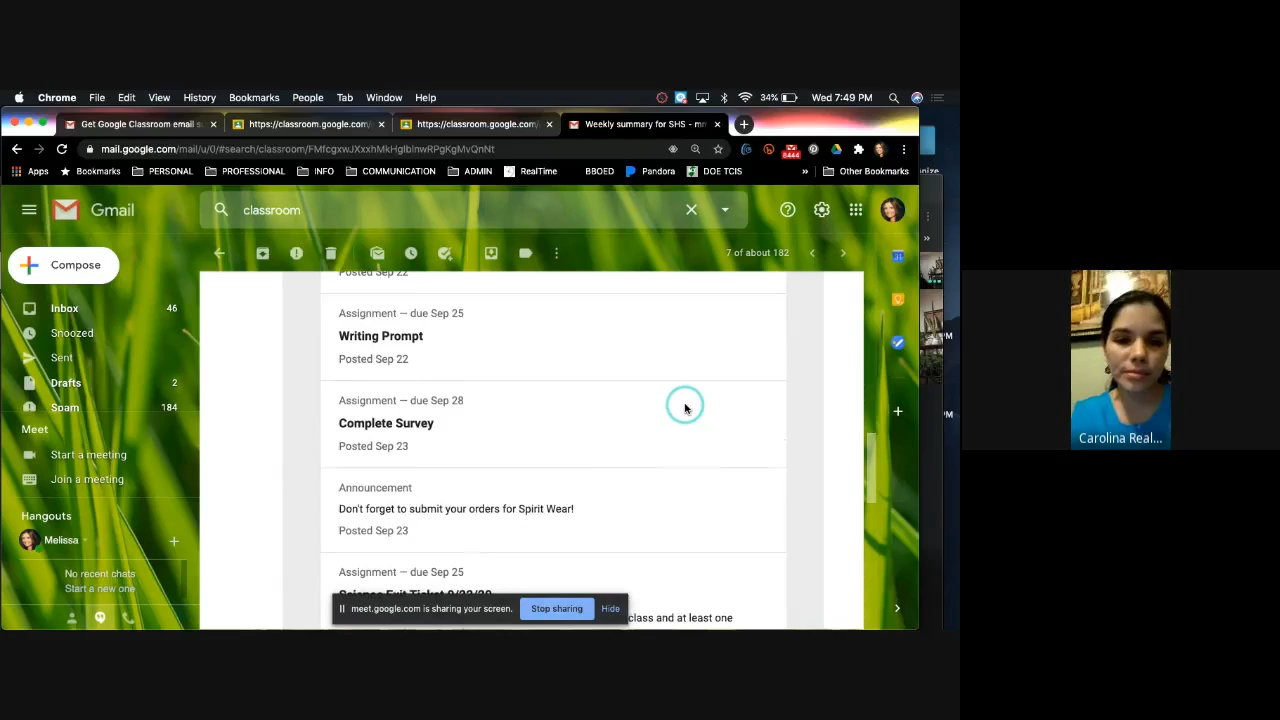 Chrome File Edit View History Bookmarks People Tab Window Help 34% Wed 7:49 PM
Get Google Classroom email s https://classroom.google.com/ https://classroom.google.com/ Weekly summary for SHS - m
mail.google.com/mail/u/0/#search/classroom/FMfcgxwJXxxhMkHglblnwRPgKgMvQnNt
8444
Apps Bookmarks PERSONAL PROFESSIONAL INFO COMMUNICATION ADMIN RealTime BBOED Pandora DOE TCIS » Other Bookmarks
Gmail
classroom
Compose
7 of about 182
Inbox 46
Snoozed
Sent
Drafts 2
Spam 184
Meet
Start a meeting
Join a meeting
Hangouts
Melissa
No recent chats
Start a new one
Posted Sep 22
Assignment — due Sep 25
Writing Prompt
Posted Sep 22
Assignment — due Sep 28
Complete Survey
Posted Sep 23
Announcement
Don't forget to submit your orders for Spirit Wear!
Posted Sep 23
Assignment — due Sep 25
Science Exit Ticket
class and at least one
meet.google.com is sharing your screen. Stop sharing Hide
PM
PM
Carolina Real...